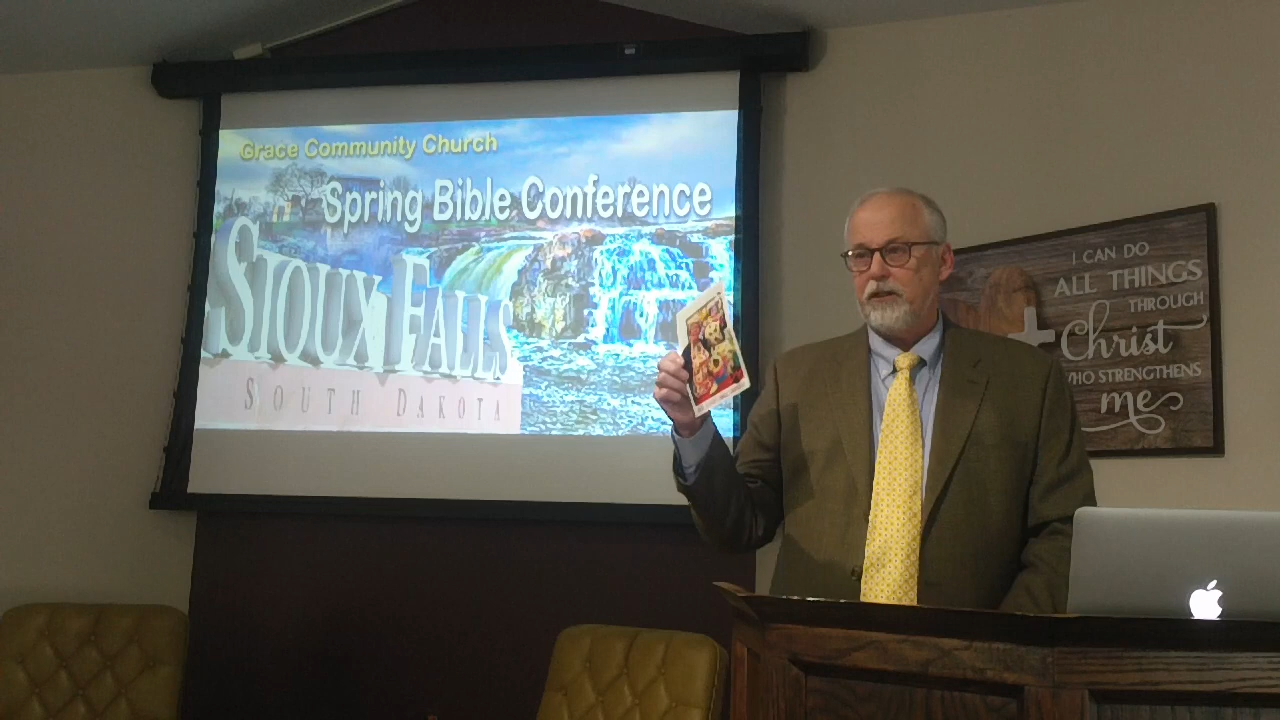 Grace Community Church
Spring Bible Conference
SIOUX FALLS
SOUTH DAKOTA
I CAN DO
ALL THINGS
THROUGH
Christ
WHO STRENGTHENS
me